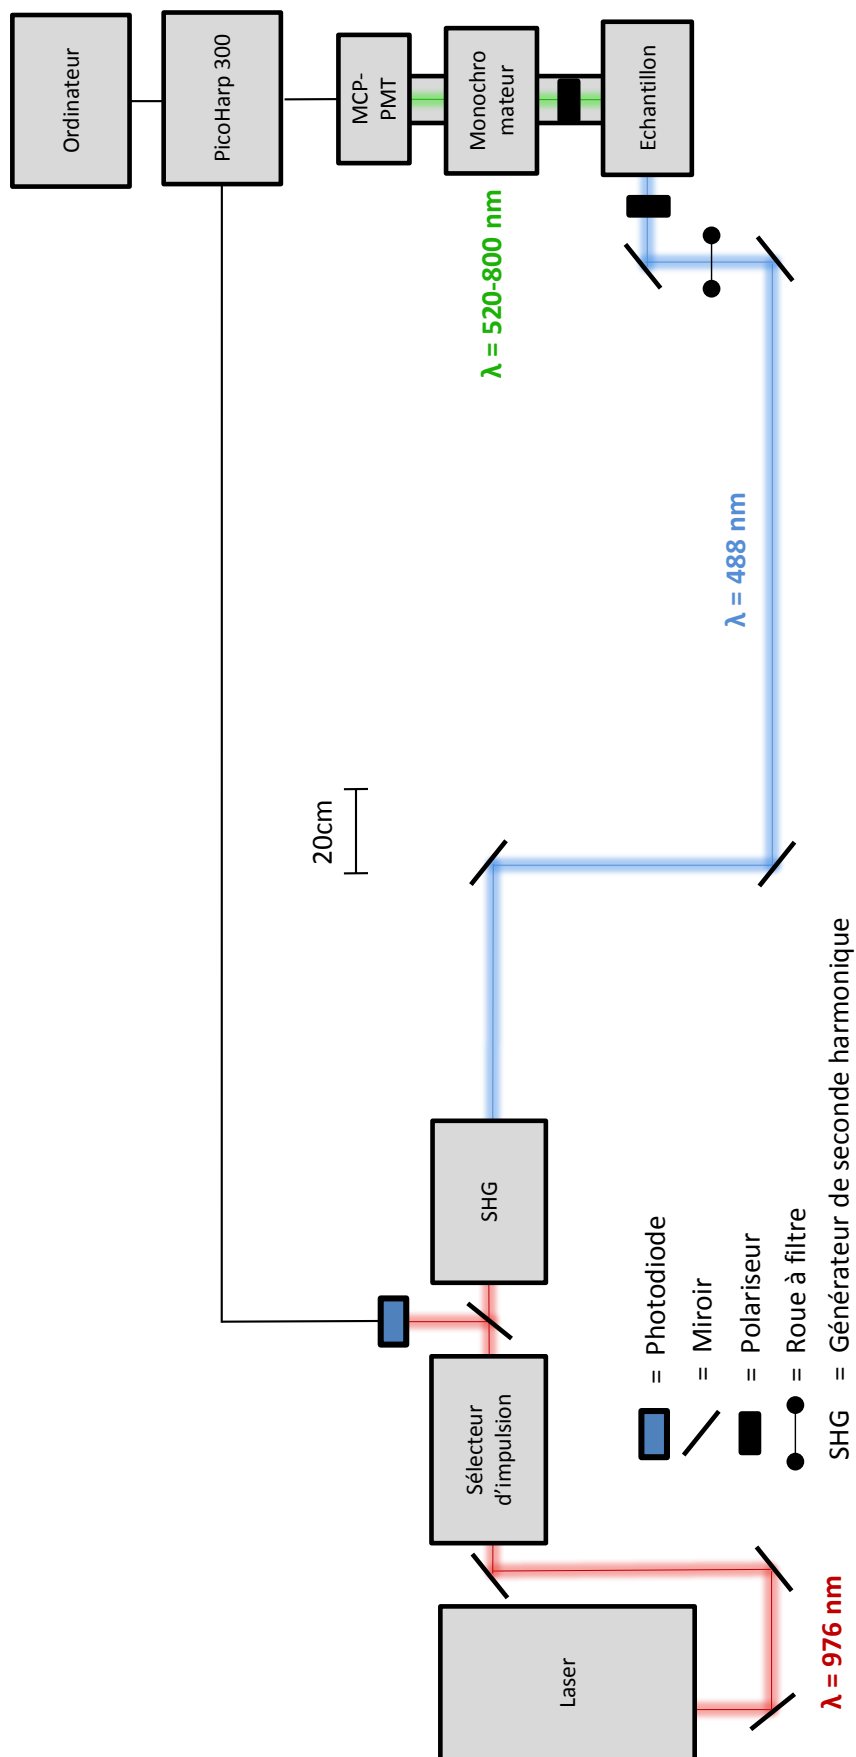 Ordinateur
PicoHarp 300
MCP-
PMT
Monochro
mateur
Echantillon
λ = 520-800 nm
λ = 488 nm
20cm
SHG
Sélecteur
d'impulsion
Laser
λ = 976 nm
= Photodiode
= Miroir
= Polariseur
= Roue à filtre
SHG = Générateur de seconde harmonique